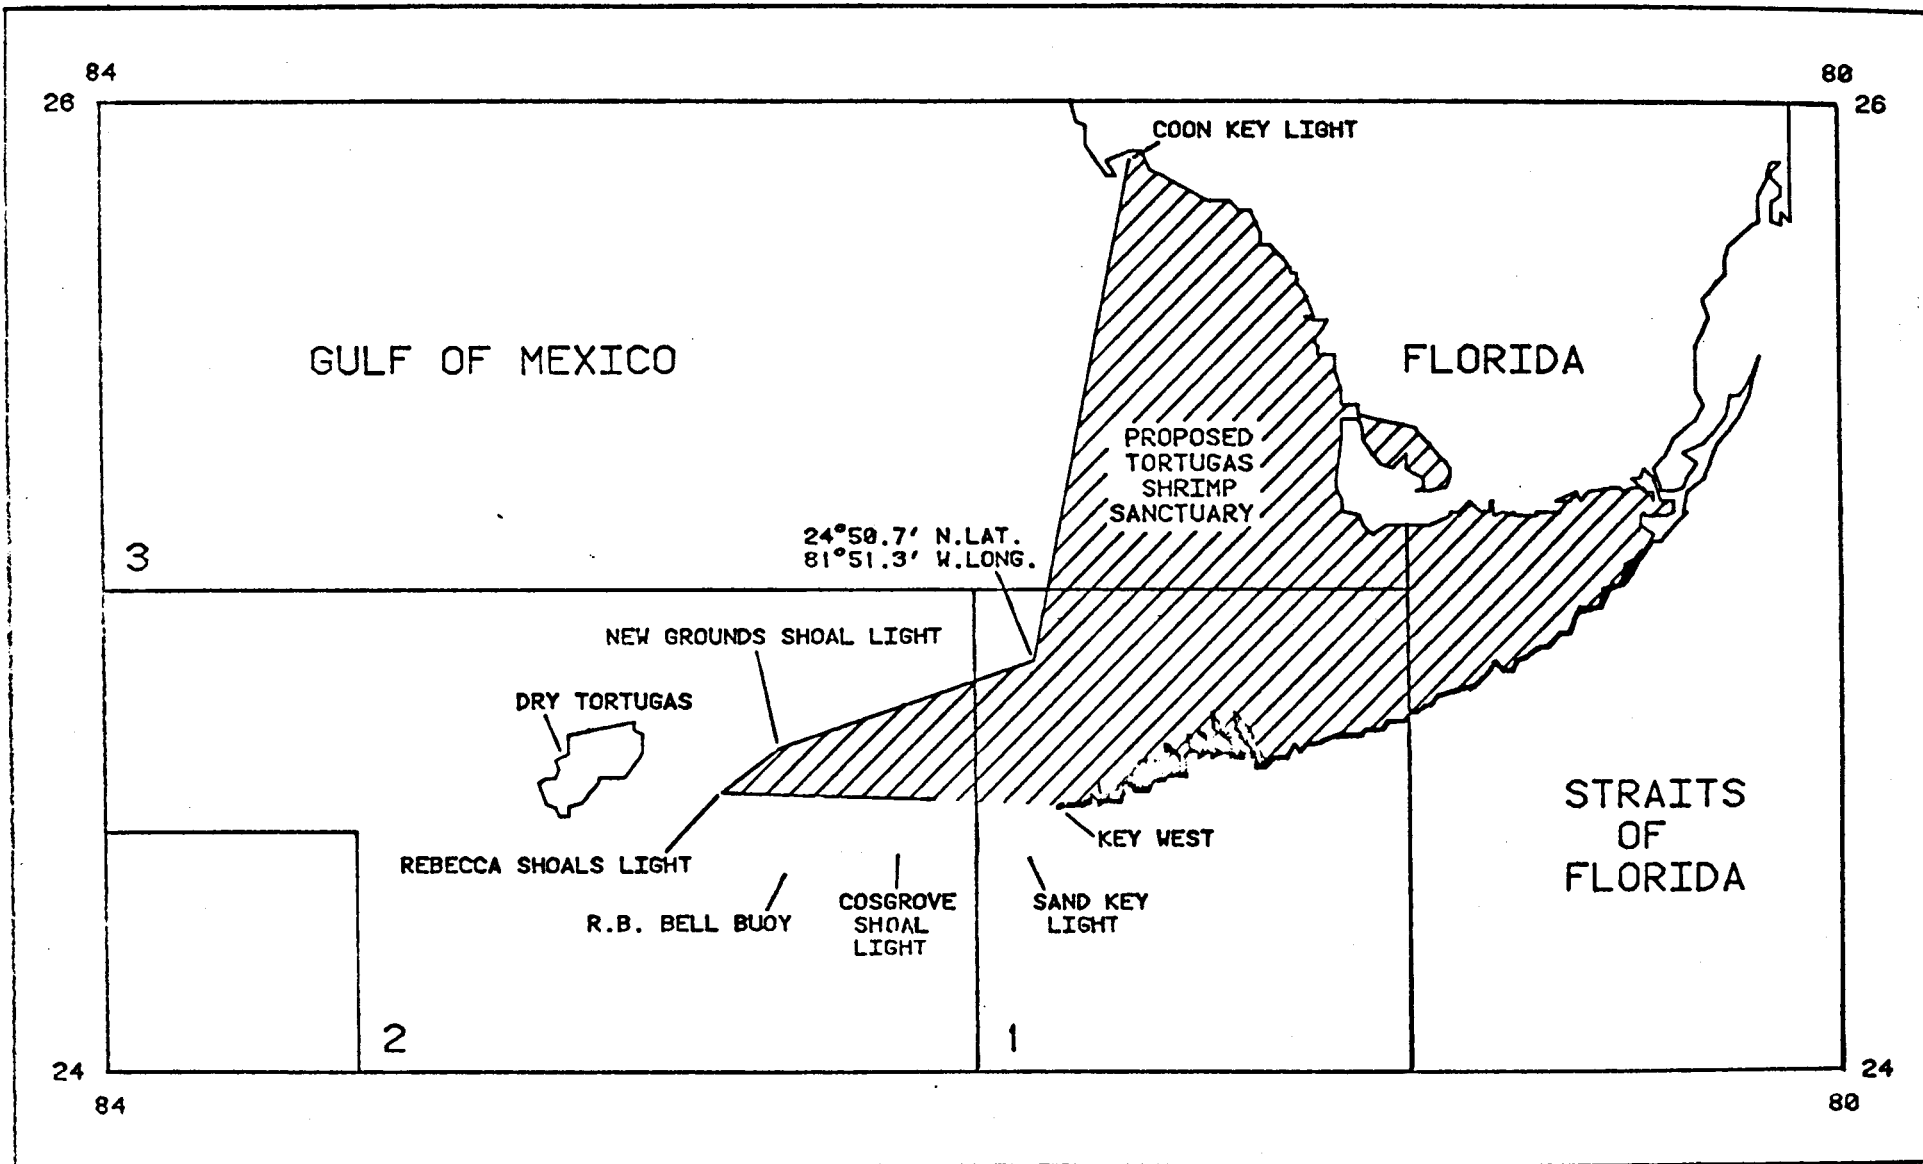 84
80
26
26
COON KEY LIGHT
GULF OF MEXICO
FLORIDA
PROPOSED
TORTUGAS
SHRIMP
SANCTUARY
24°50.7' N.LAT.
81°51.3' W.LONG.
3
NEW GROUNDS SHOAL LIGHT
DRY TORTUGAS
STRAITS
OF
FLORIDA
KEY WEST
REBECCA SHOALS LIGHT
R.B. BELL BUOY
COSGROVE
SHOAL
LIGHT
SAND KEY
LIGHT
2
1
24
24
84
80